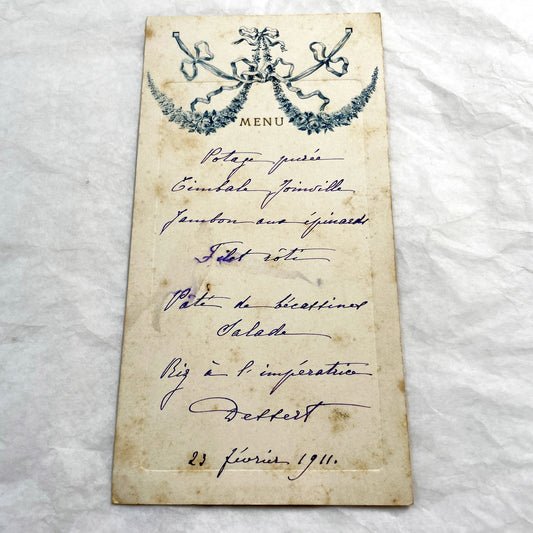 MENU
Potage purée
Timbale Joinville
Jambon aux épinards
Filet rôti
Pâté de bécassines
Salade
Riz à l'impératrice
Dessert
23 février 1911.